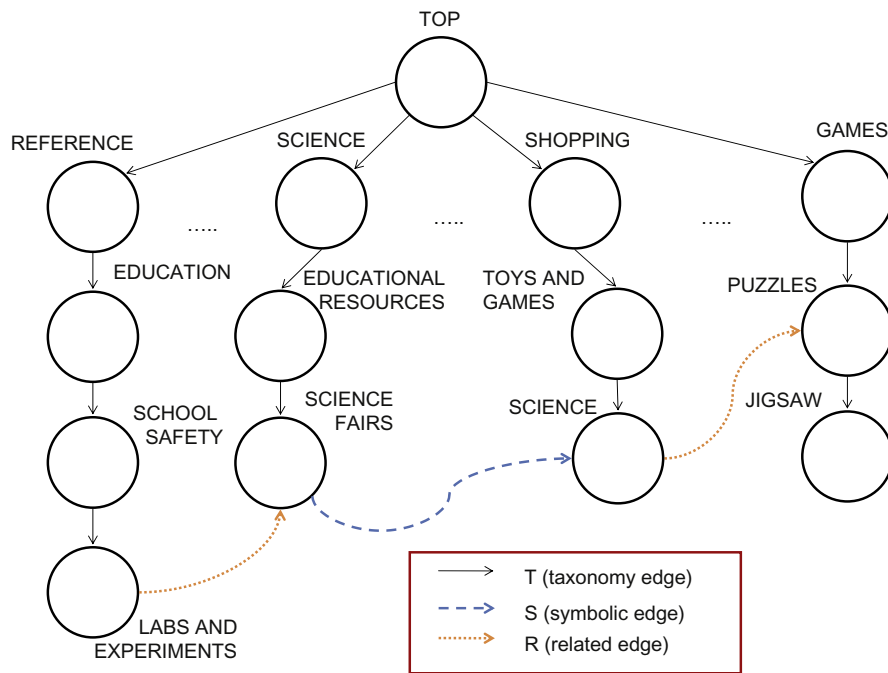 TOP
REFERENCE
SCIENCE
SHOPPING
GAMES
.....
.....
.....
EDUCATION
EDUCATIONAL
RESOURCES
TOYS AND
GAMES
PUZZLES
SCHOOL
SAFETY
SCIENCE
FAIRS
SCIENCE
JIGSAW
LABS AND
EXPERIMENTS
T (taxonomy edge)
S (symbolic edge)
R (related edge)